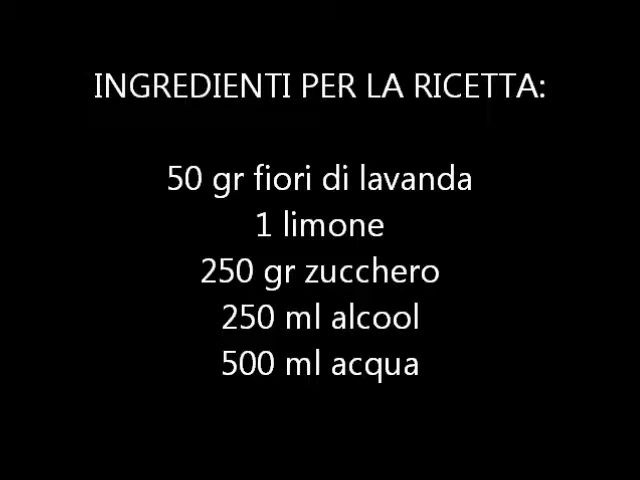 INGREDIENTI PER LA RICETTA:
50 gr fiori di lavanda
1 limone
250 gr zucchero
250 ml alcool
500 ml acqua